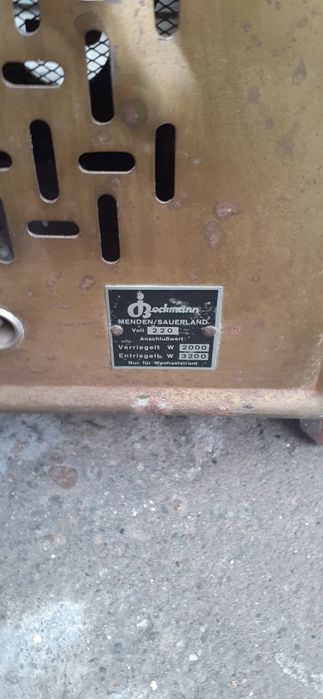 Bockmann
MENDEN/SAUERLAND
Volt 220
Anschlußwert:
Verriegelt W 2000
Entriegelt W 3200
Nur für Wechselstrom